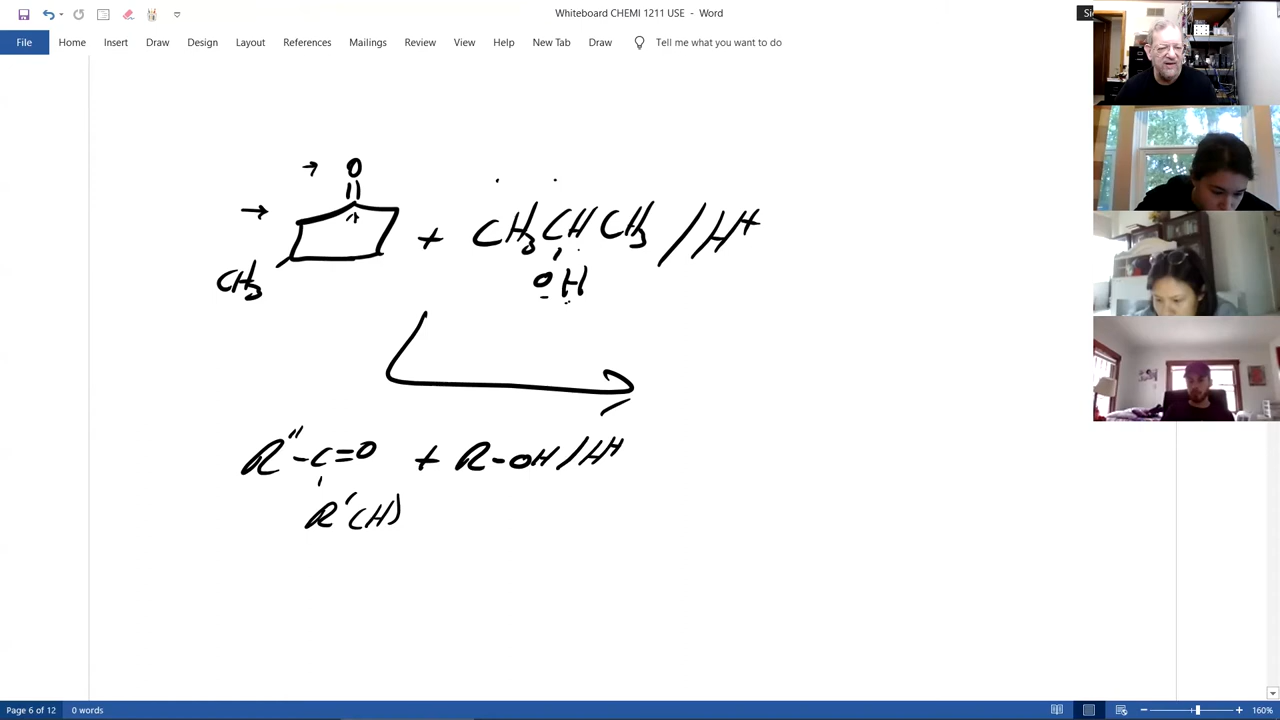 Whiteboard CHEMI 1211 USE - Word
File Home Insert Draw Design Layout References Mailings Review View Help New Tab Draw Tell me what you want to do
O
CH3 + CH3CHCH3 / H+
OH
R" - C = O + R - OH / H+
R' (H)
Page 6 of 12 0 words 160%